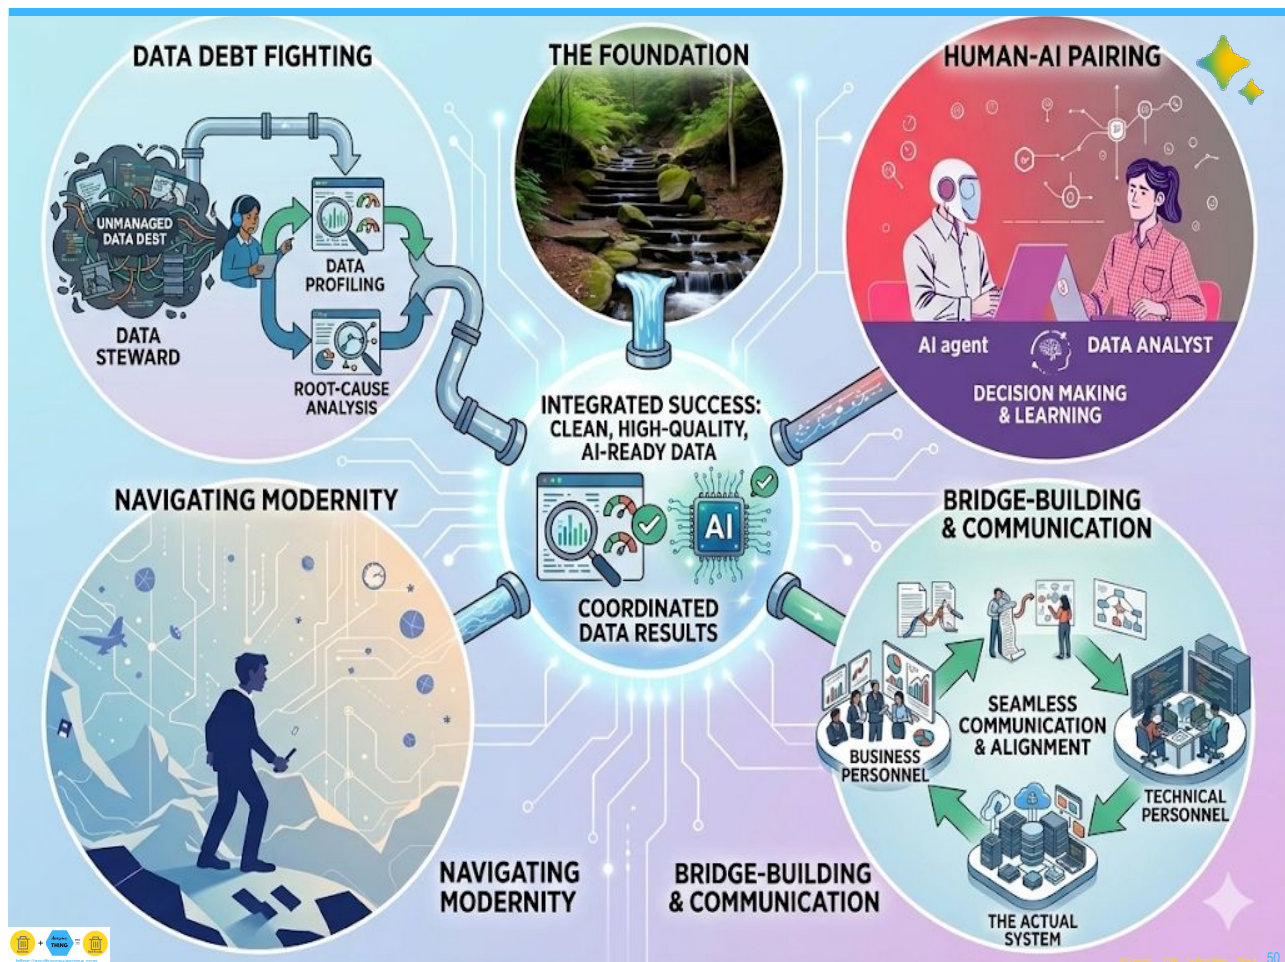 DATA DEBT FIGHTING
THE FOUNDATION
HUMAN-AI PAIRING
UNMANAGED
DATA DEST
DATA
PROFILING
DATA
STEWARD
ROOT-CAUSE
ANALYSIS
AI agent
DATA ANALYST
DECISION MAKING
& LEARNING
INTEGRATED SUCCESS:
CLEAN, HIGH-QUALITY,
AI-READY DATA
AI
COORDINATED
DATA RESULTS
NAVIGATING MODERNITY
BRIDGE-BUILDING
& COMMUNICATION
SEAMLESS
COMMUNICATION
& ALIGNMENT
BUSINESS
PERSONNEL
TECHNICAL
PERSONNEL
THE ACTUAL
SYSTEM
NAVIGATING
MODERNITY
BRIDGE-BUILDING
& COMMUNICATION
THING
50